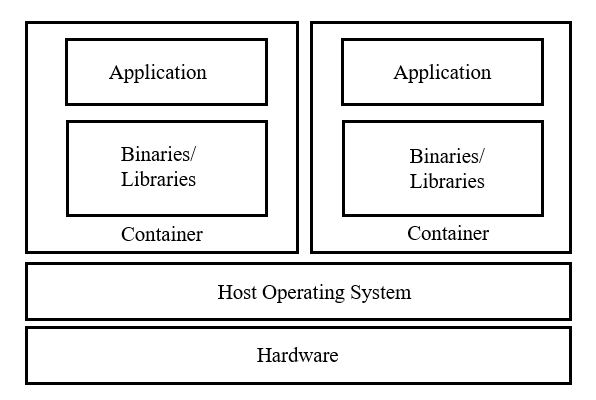 Application
Binaries/
Libraries
Container
Application
Binaries/
Libraries
Container
Host Operating System
Hardware